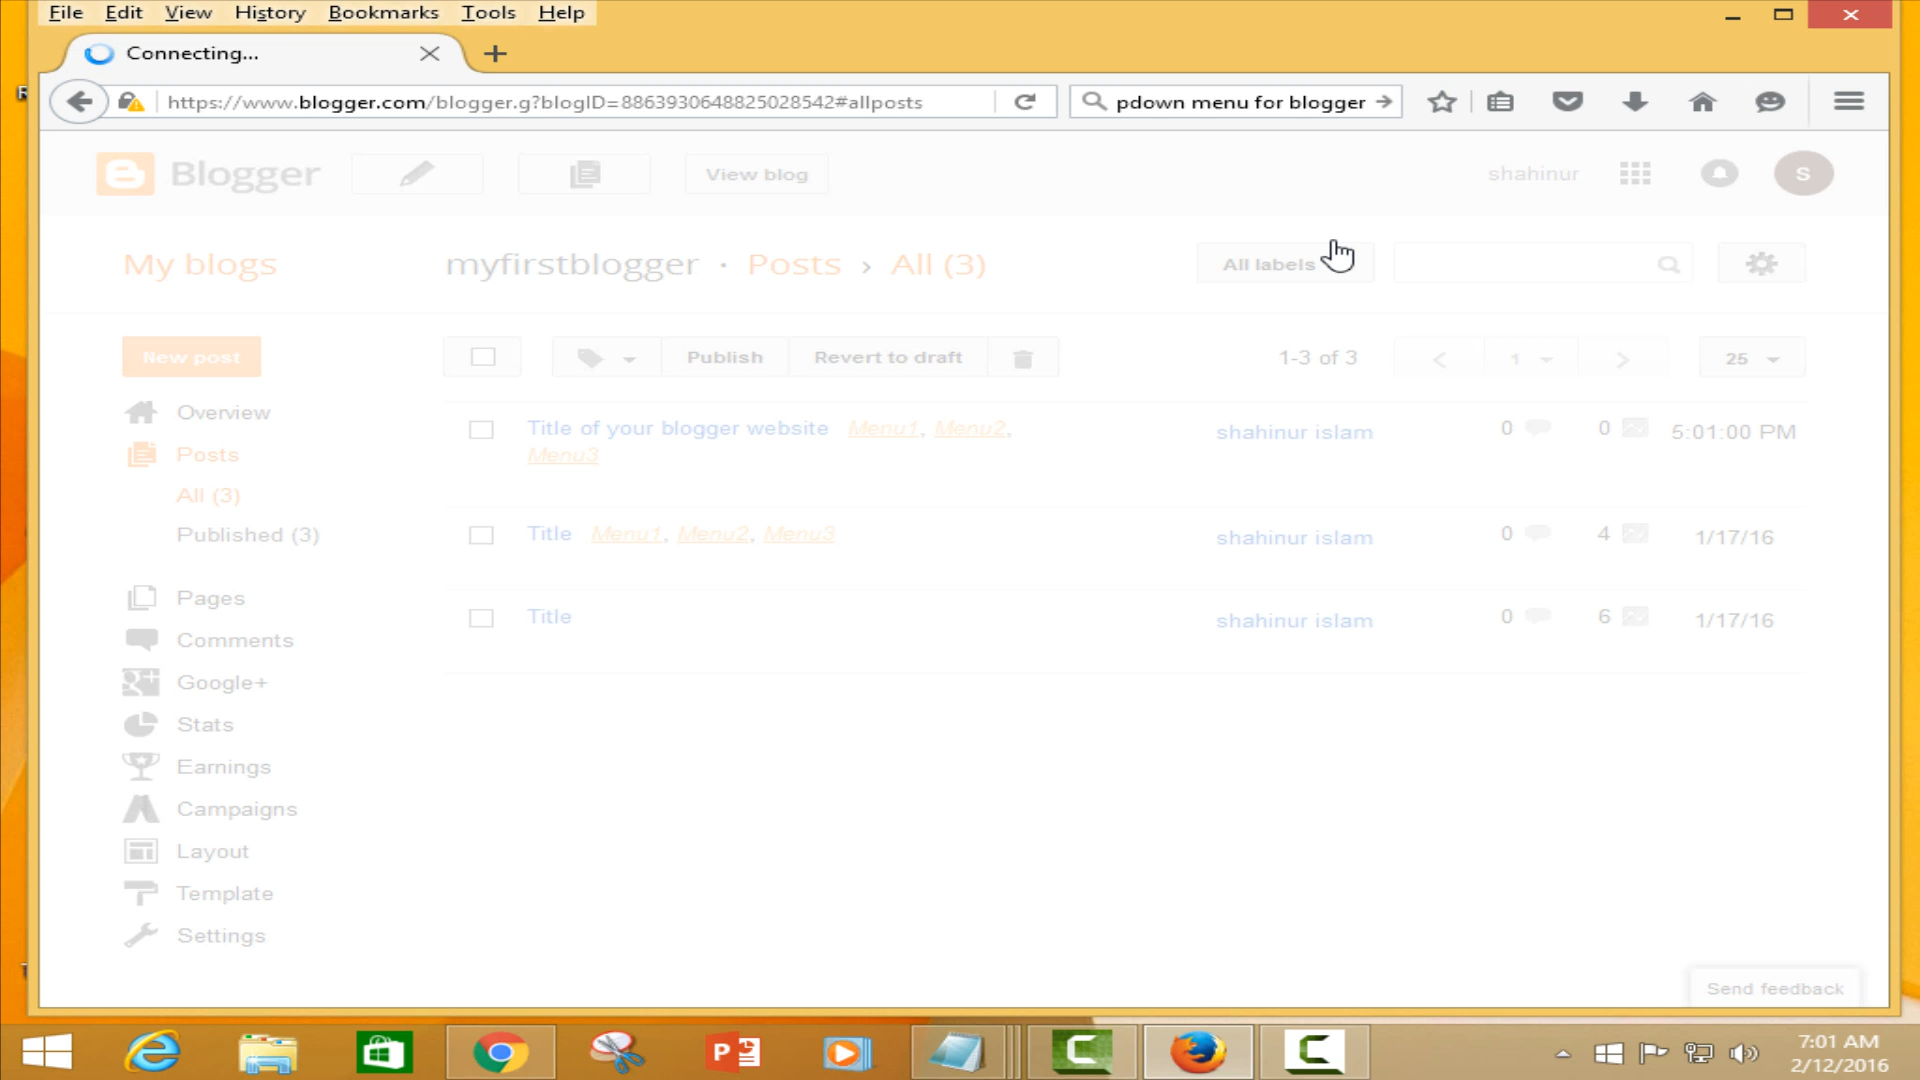 File Edit View History Bookmarks Tools Help
Connecting...
https://www.blogger.com/blogger.g?blogID=8863930648825028542#allposts
pdown menu for blogger
Blogger
View blog
shahinur
S
My blogs
myfirstblogger · Posts › All (3)
All labels
New post
Publish
Revert to draft
1-3 of 3
1
25
Overview
Posts
All (3)
Published (3)
Pages
Comments
Google+
Stats
Earnings
Campaigns
Layout
Template
Settings
Title of your blogger website Menu1, Menu2,
Menu3
shahinur islam
0
0
5:01:00 PM
Title Menu1, Menu2, Menu3
shahinur islam
0
4
1/17/16
Title
shahinur islam
0
6
1/17/16
Send feedback
7:01 AM
2/12/2016